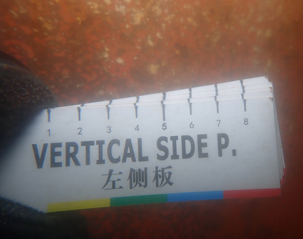 1 2 3 4 5 6 7 8
VERTICAL SIDE P.
左侧板